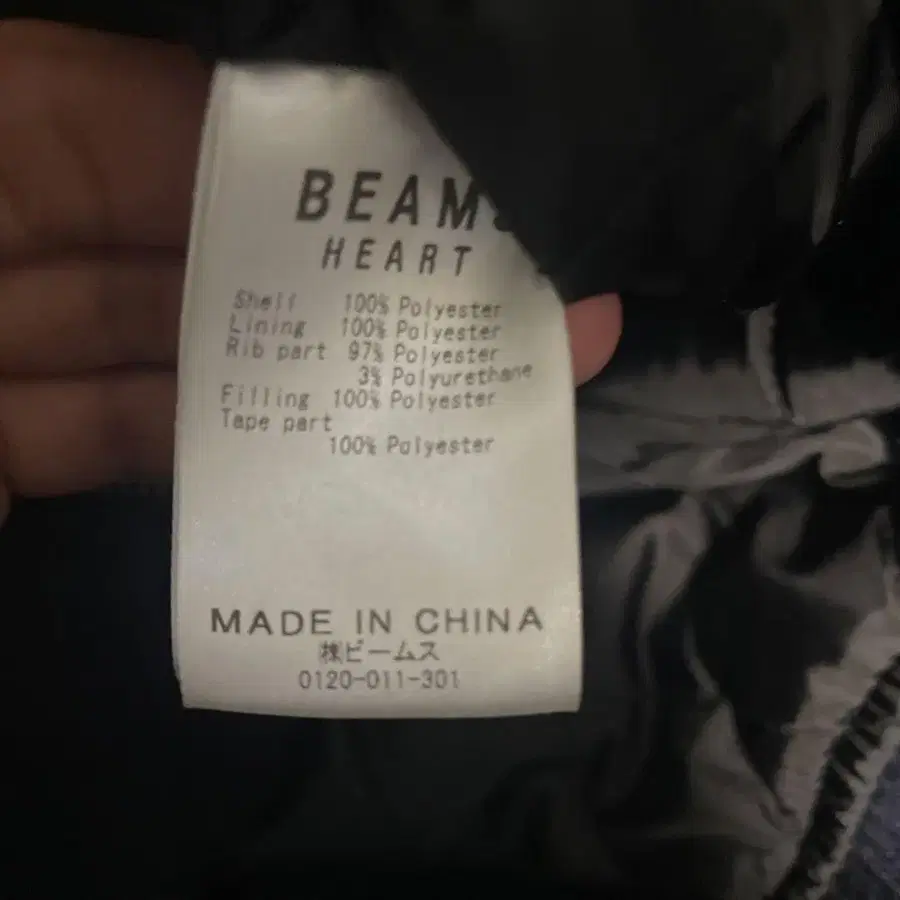 BEAMS
HEART
Shell 100% Polyester
Lining 100% Polyester
Rib part 97% Polyester
3% Polyurethane
Filling 100% Polyester
Tape part
100% Polyester
MADE IN CHINA
㈱ビームス
0120-011-301